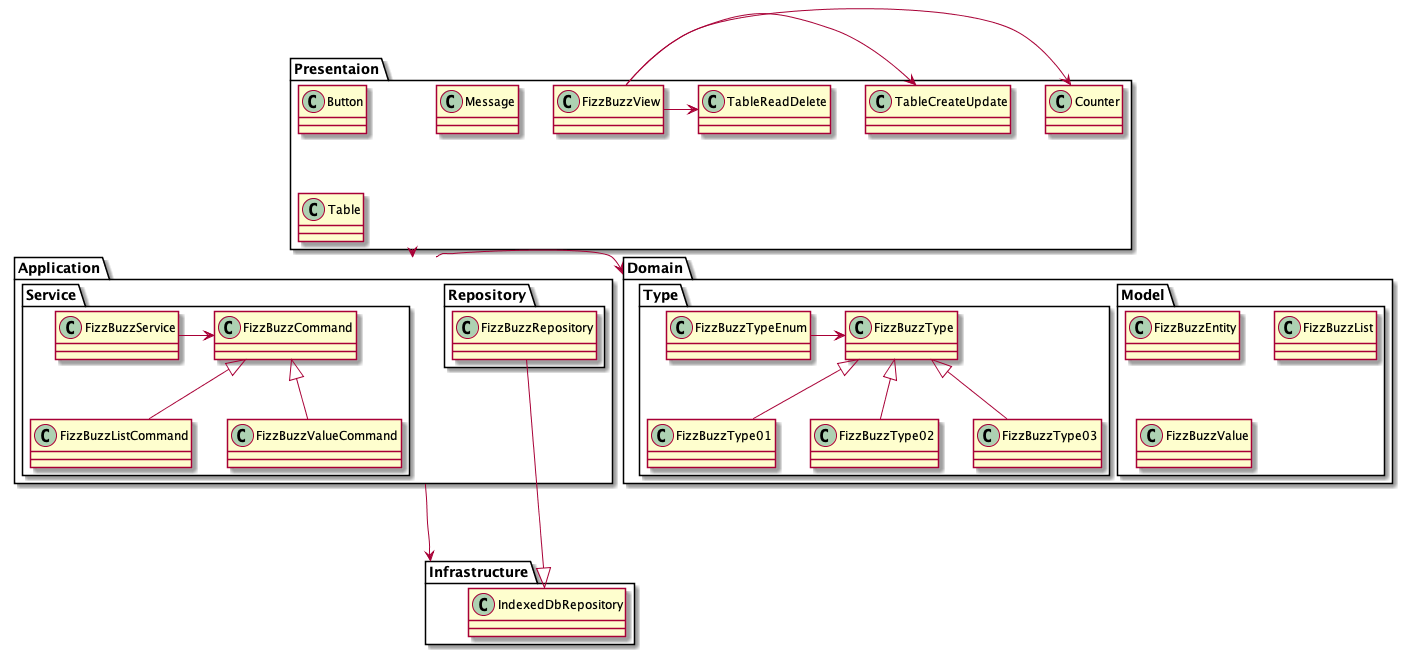 Presentaion
C Button
C Message
C FizzBuzzView
C TableReadDelete
C TableCreateUpdate
C Counter
C Table
Application
Service
C FizzBuzzService
C FizzBuzzCommand
C FizzBuzzListCommand
C FizzBuzzValueCommand
Repository
C FizzBuzzRepository
Domain
Type
C FizzBuzzTypeEnum
C FizzBuzzType
C FizzBuzzType01
C FizzBuzzType02
C FizzBuzzType03
Model
C FizzBuzzEntity
C FizzBuzzList
C FizzBuzzValue
Infrastructure
C IndexedDbRepository